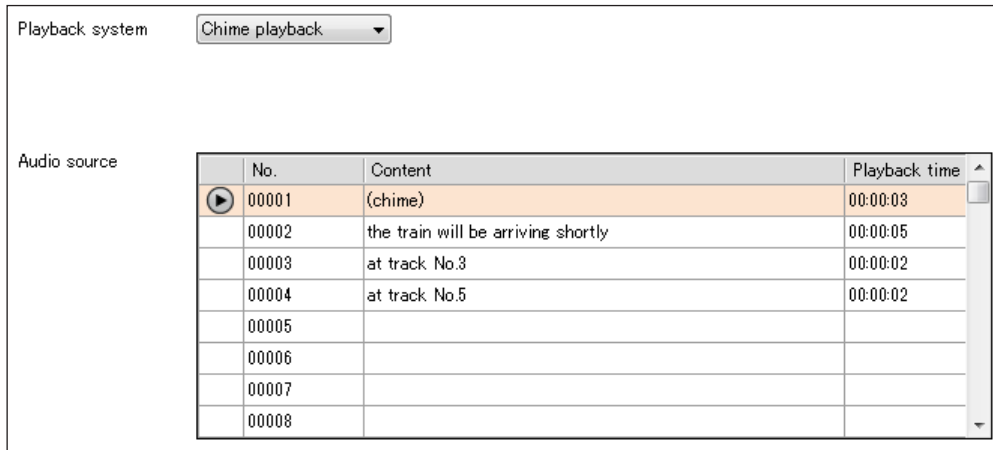 Playback system Chime playback
Audio source
No. Content Playback time
00001 (chime) 00:00:03
00002 the train will be arriving shortly 00:00:05
00003 at track No.3 00:00:02
00004 at track No.5 00:00:02
00005
00006
00007
00008